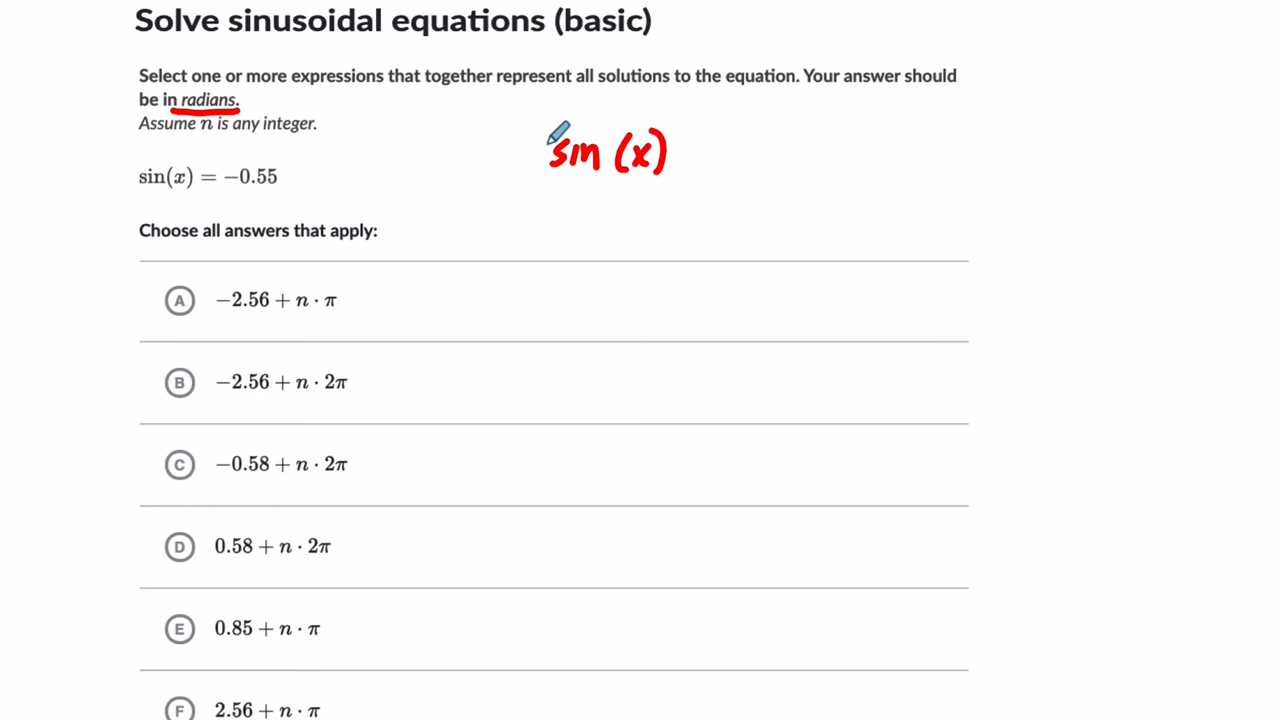 Solve sinusoidal equations (basic)
Select one or more expressions that together represent all solutions to the equation. Your answer should
be in radians.
Assume n is any integer.
sin (x)
sin(x) = −0.55
Choose all answers that apply:
A −2.56 + n · π
B −2.56 + n · 2π
C −0.58 + n · 2π
D 0.58 + n · 2π
E 0.85 + n · π
F 2.56 + n · π